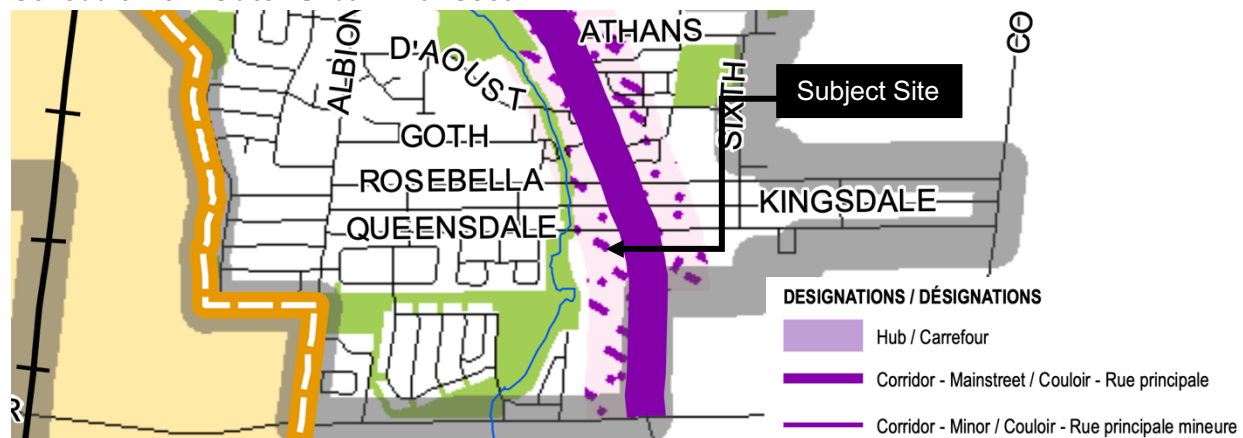 ATHANS
ALBION
D'AOUST
SIXTH
CO
Subject Site
GOTH
ROSEBELLA
KINGSDALE
QUEENSDALE
DESIGNATIONS / DÉSIGNATIONS
Hub / Carrefour
Corridor - Mainstreet / Couloir - Rue principale
R
Corridor - Minor / Couloir - Rue principale mineure